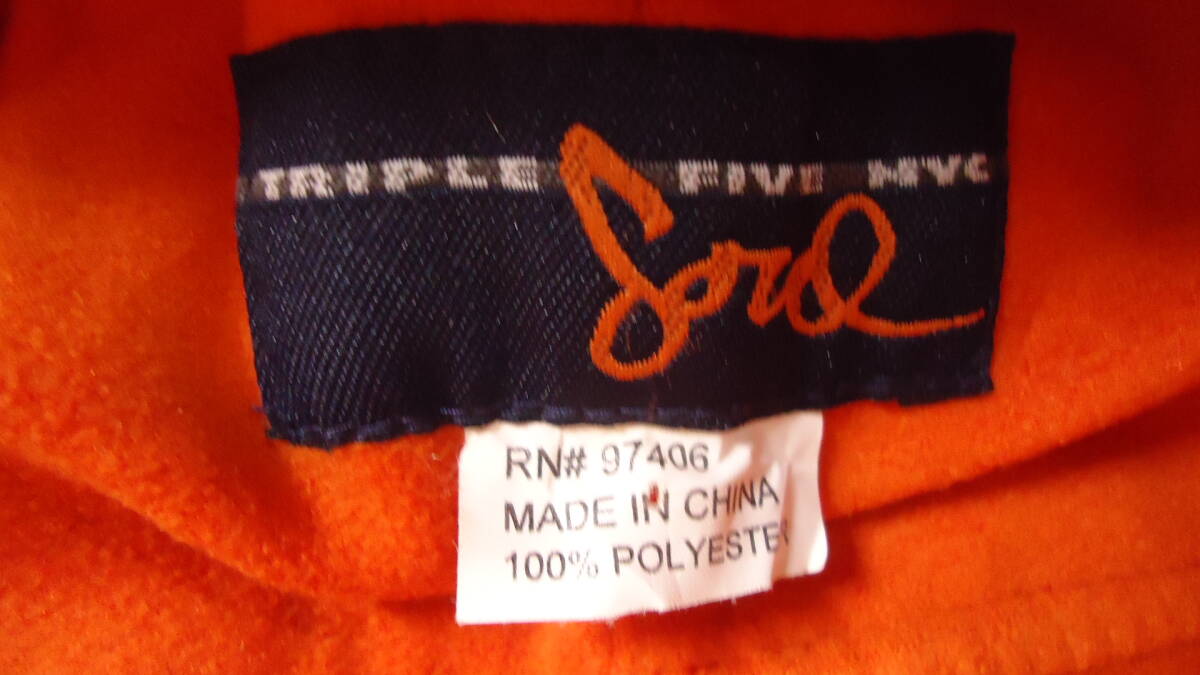 TRIPLE FIVE NYC
Soul
RN# 97406
MADE IN CHINA
100% POLYESTER